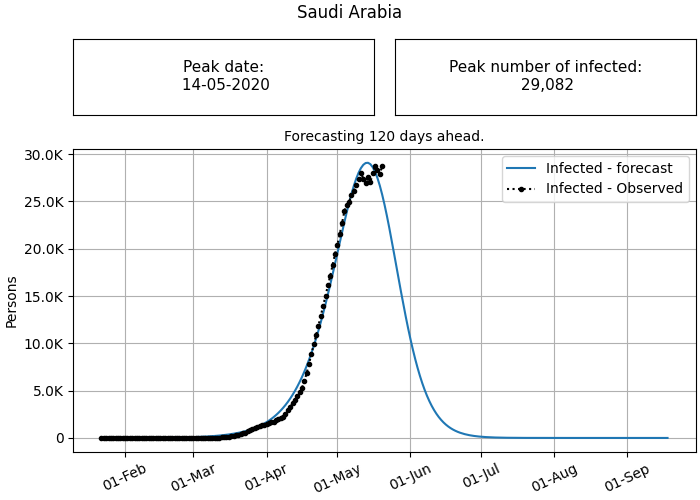 Saudi Arabia
Peak date:
14-05-2020
Peak number of infected:
29,082
Forecasting 120 days ahead.
30.0K
25.0K
20.0K
15.0K
10.0K
5.0K
0
Persons
Infected - forecast
Infected - Observed
01-Feb
01-Mar
01-Apr
01-May
01-Jun
01-Jul
01-Aug
01-Sep